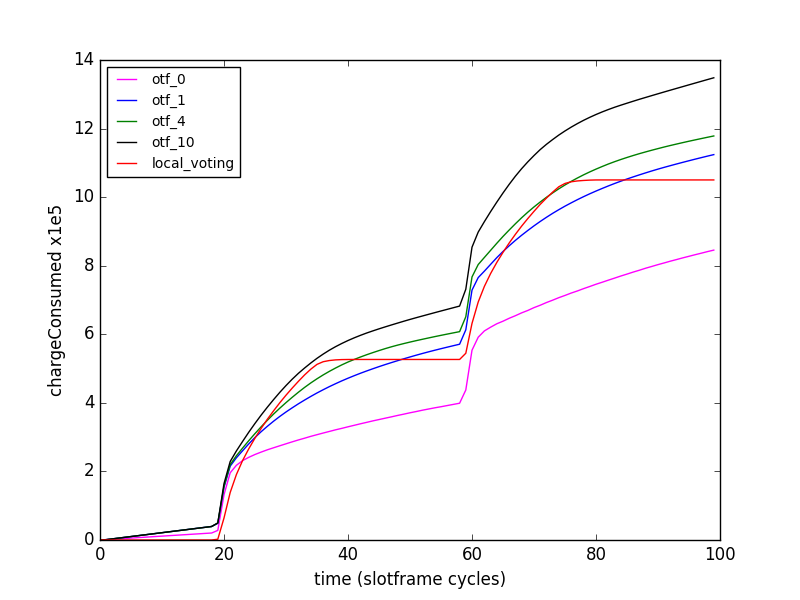 14
12
10
8
6
4
2
0
chargeConsumed x1e5
otf_0
otf_1
otf_4
otf_10
local_voting
0 20 40 60 80 100
time (slotframe cycles)